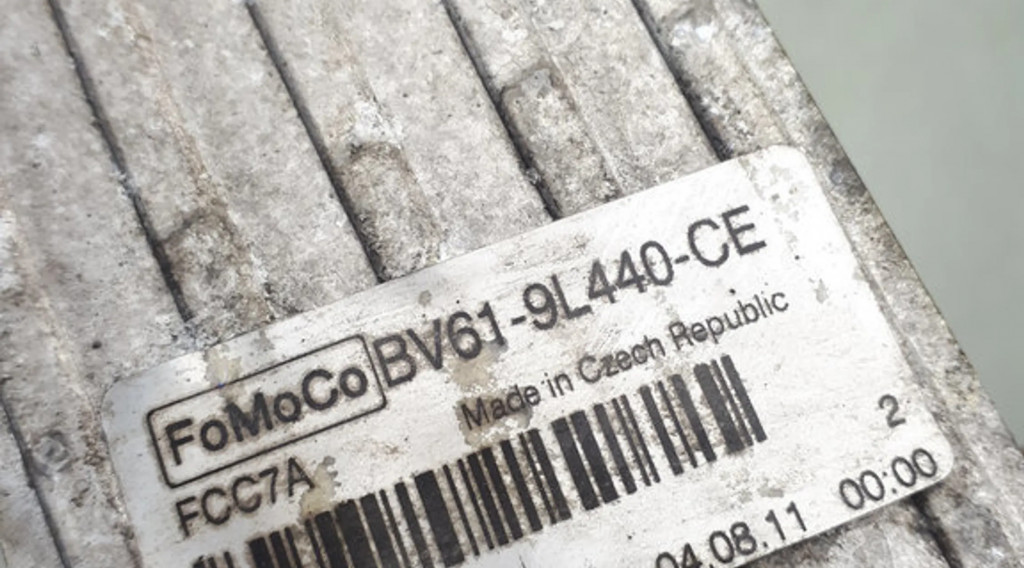 FoMoCo BV61-9L440-CE
Made in Czech Republic
FCC7A
2
04.08.11 00:00